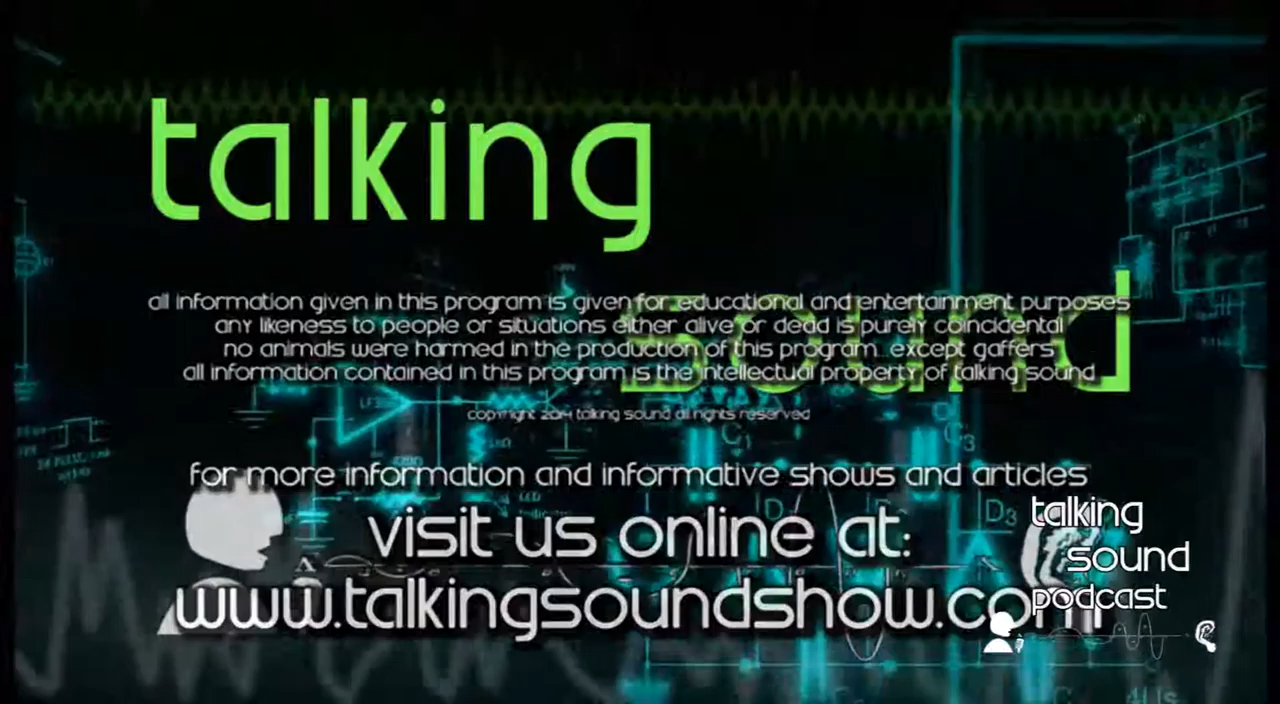 talking
sound
all information given in this program is given for educational and entertainment purposes
any likeness to people or situations either alive or dead is purely coincidental
no animals were harmed in the production of this program...except gaffers
all information contained in this program is the intellectual property of talking sound
copyright 2014 talking sound all rights reserved
C1
C3
for more information and informative shows and articles
D3
visit us online at:
www.talkingsoundshow.com
talking
sound
podcast